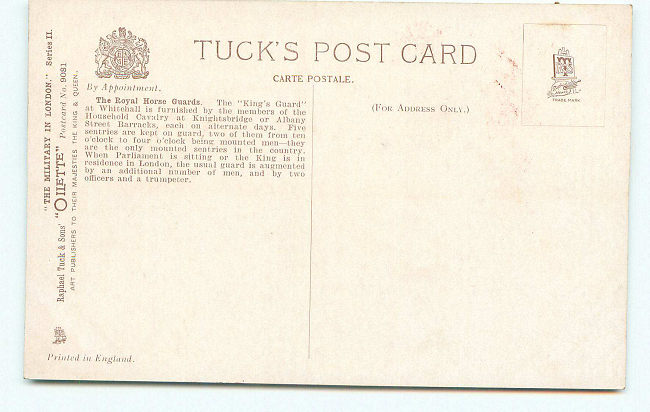 TUCK'S POST CARD
CARTE POSTALE.
By Appointment.
(FOR ADDRESS ONLY.)
TRADE MARK
The Royal Horse Guards. The "King's Guard"
at Whitehall is furnished by the members of the
Household Cavalry at Knightsbridge or Albany
Street Barracks, each on alternate days. Five
sentries are kept on guard, two of them from ten
o'clock to four o'clock being mounted men—they
are the only mounted sentries in the country.
When Parliament is sitting or the King is in
residence in London, the usual guard is augmented
by an additional number of men, and by two
officers and a trumpeter.
"THE MILITARY IN LONDON." Series II.
Raphael Tuck & Sons' "OILETTE" Postcard No. 9081
ART PUBLISHERS TO THEIR MAJESTIES THE KING & QUEEN.
Printed in England.